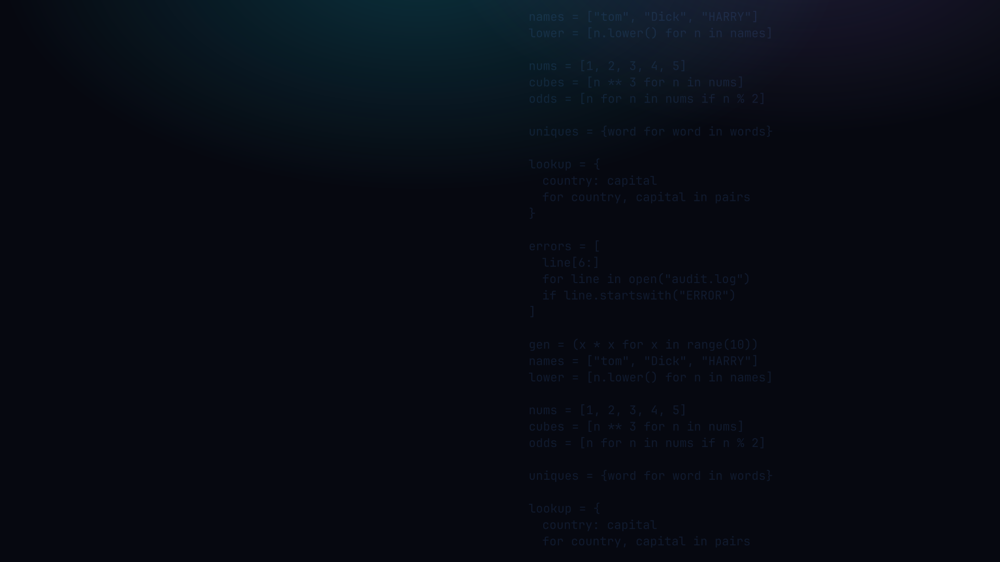 names = ["tom", "Dick", "HARRY"]
lower = [n.lower() for n in names]
nums = [1, 2, 3, 4, 5]
cubes = [n ** 3 for n in nums]
odds = [n for n in nums if n % 2]
uniques = {word for word in words}
lookup = {
  country: capital
  for country, capital in pairs
}
errors = [
  line[6:]
  for line in open("audit.log")
  if line.startswith("ERROR")
]
gen = (x * x for x in range(10))
names = ["tom", "Dick", "HARRY"]
lower = [n.lower() for n in names]
nums = [1, 2, 3, 4, 5]
cubes = [n ** 3 for n in nums]
odds = [n for n in nums if n % 2]
uniques = {word for word in words}
lookup = {
  country: capital
  for country, capital in pairs